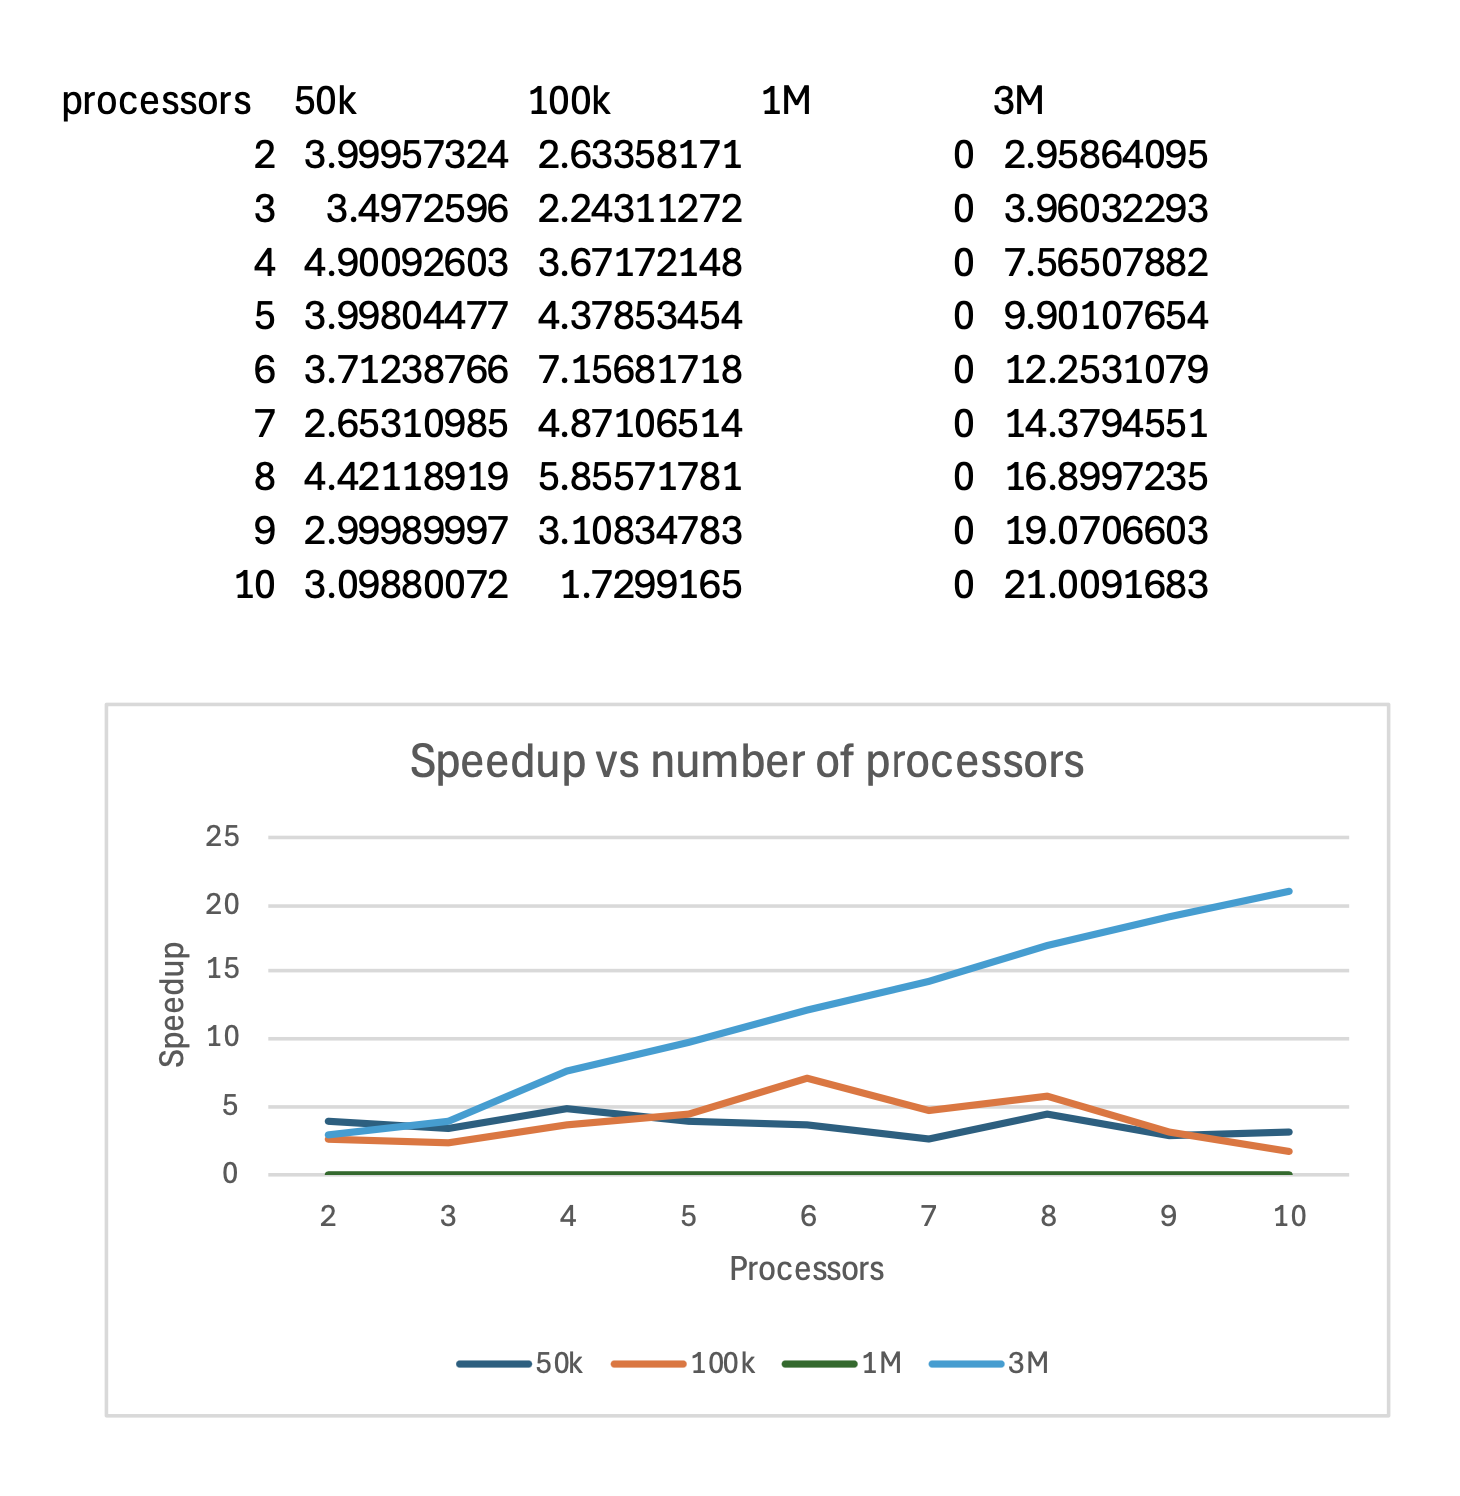 processors 50k 100k 1M 3M
2 3.99957324 2.63358171 0 2.95864095
3 3.4972596 2.24311272 0 3.96032293
4 4.90092603 3.67172148 0 7.56507882
5 3.99804477 4.37853454 0 9.90107654
6 3.71238766 7.15681718 0 12.2531079
7 2.65310985 4.87106514 0 14.3794551
8 4.42118919 5.85571781 0 16.8997235
9 2.99989997 3.10834783 0 19.0706603
10 3.09880072 1.7299165 0 21.0091683
Speedup vs number of processors
25
20
15
10
5
0
Speedup
2 3 4 5 6 7 8 9 10
Processors
50k 100k 1M 3M